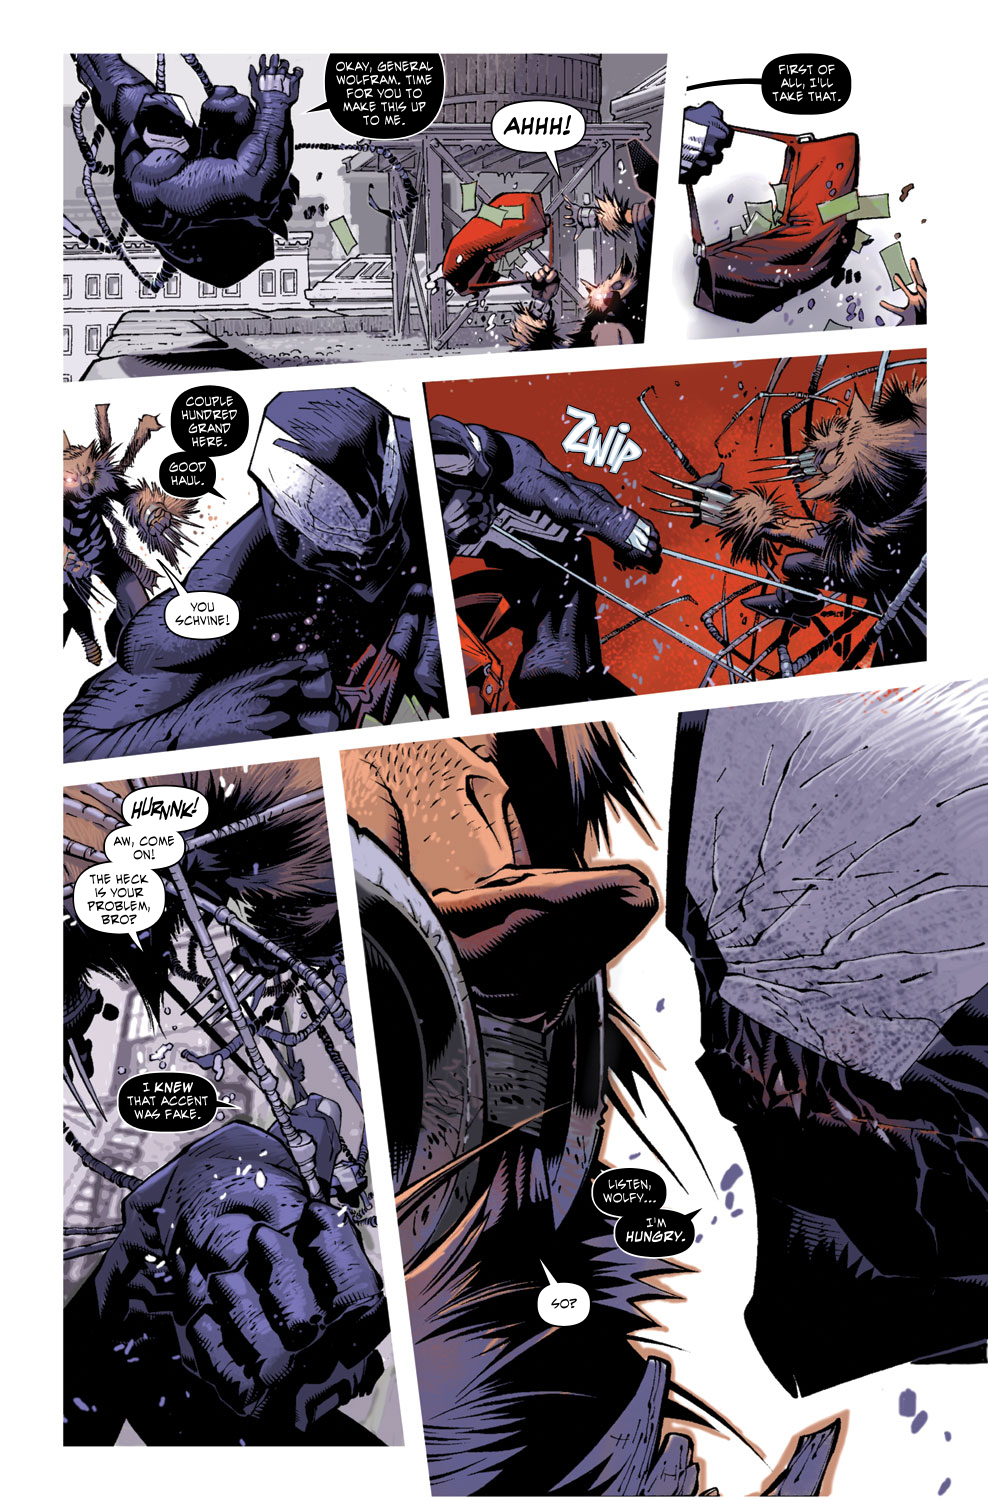 OKAY, GENERAL
WOLFRAM. TIME
FOR YOU TO
MAKE THIS UP
TO ME.
AHHH!
FIRST OF
ALL, I'LL
TAKE THAT.
COUPLE
HUNDRED
GRAND
HERE.
GOOD
HAUL.
YOU
SCHVINE!
ZWIP
HURNNK!
AW, COME
ON!
THE HECK
IS YOUR
PROBLEM,
BRO?
I KNEW
THAT ACCENT
WAS FAKE.
LISTEN,
WOLFY...
I'M
HUNGRY.
SO?